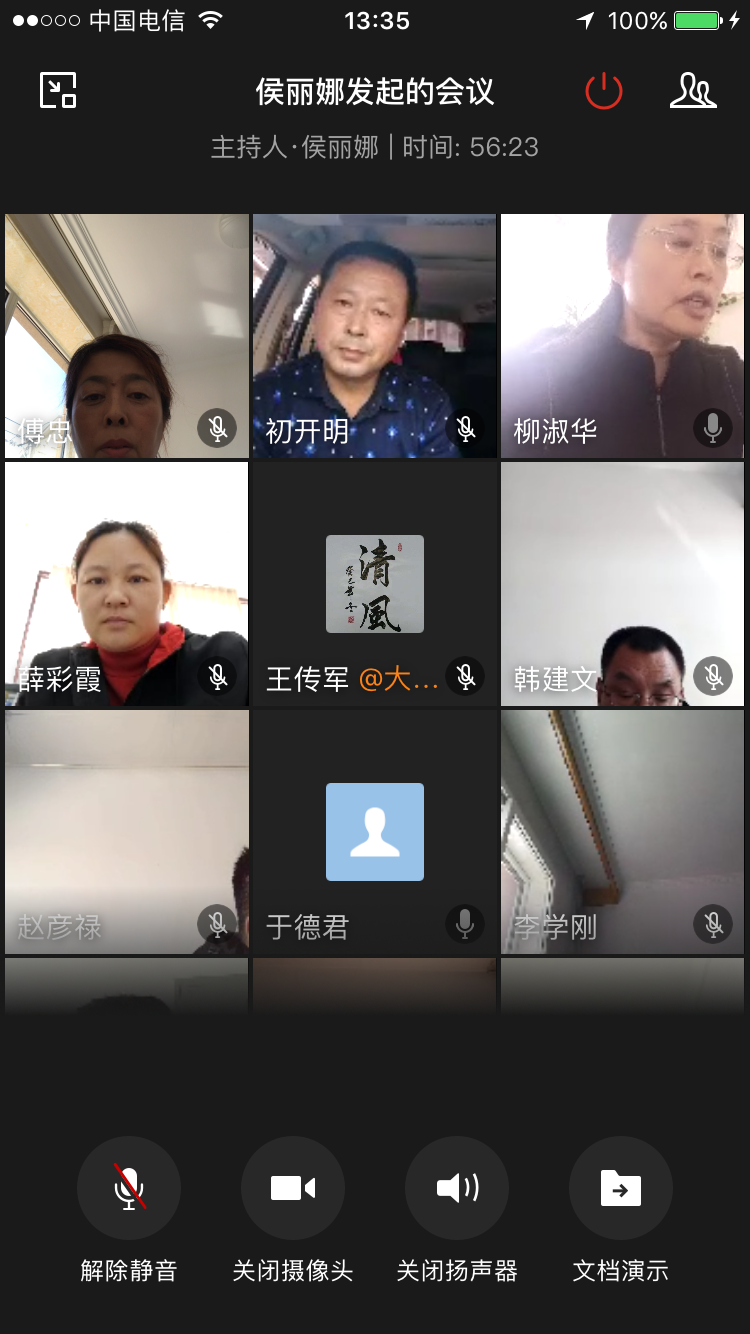 中国电信
13:35
100%
侯丽娜发起的会议
主持人·侯丽娜 | 时间: 56:23
傅忠
初开明
柳淑华
薛彩霞
清風
王传军 @大...
韩建文
赵彦禄
于德君
李学刚
解除静音
关闭摄像头
关闭扬声器
文档演示